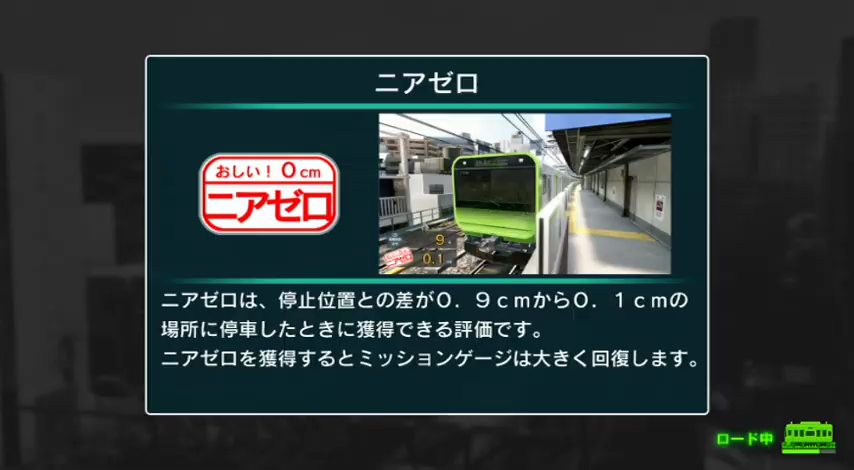 ニアゼロ
おしい！ 0cm
ニアゼロ
9
ニアゼロ
0.1
ニアゼロは、停止位置との差が０．９ｃｍから０．１ｃｍの
場所に停車したときに獲得できる評価です。
ニアゼロを獲得するとミッションゲージは大きく回復します。
ロード中